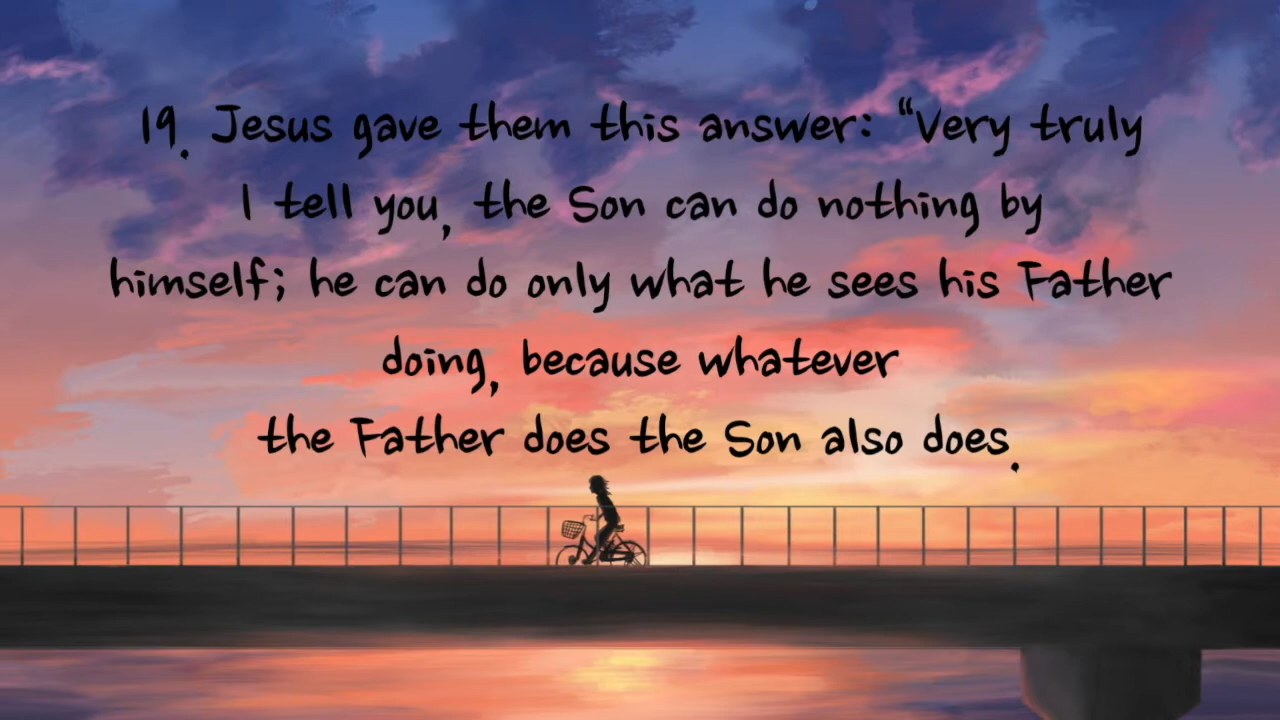 19. Jesus gave them this answer: “Very truly
I tell you, the Son can do nothing by
himself; he can do only what he sees his Father
doing, because whatever
the Father does the Son also does.